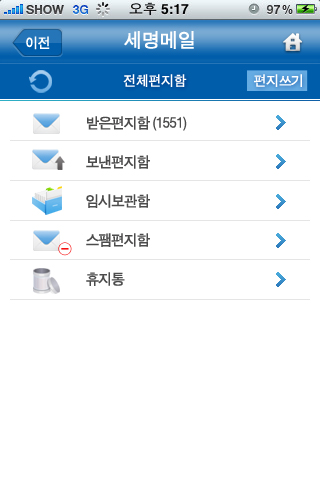 SHOW 3G 오후 5:17 97%
이전 세명메일
전체편지함 편지쓰기
받은편지함 (1551)
보낸편지함
임시보관함
스팸편지함
휴지통